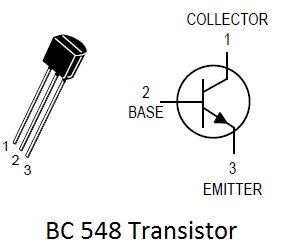 COLLECTOR
1
2
BASE
1
2
3
3
EMITTER
BC 548 Transistor